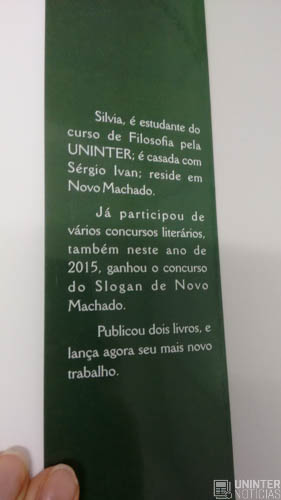 Silvia, é estudante do
curso de Filosofia pela
UNINTER; é casada com
Sérgio Ivan; reside em
Novo Machado.
Já participou de
vários concursos literários,
também neste ano de
2015, ganhou o concurso
do Slogan de Novo
Machado.
Publicou dois livros, e
lança agora seu mais novo
trabalho.
UNINTER
NOTÍCIAS